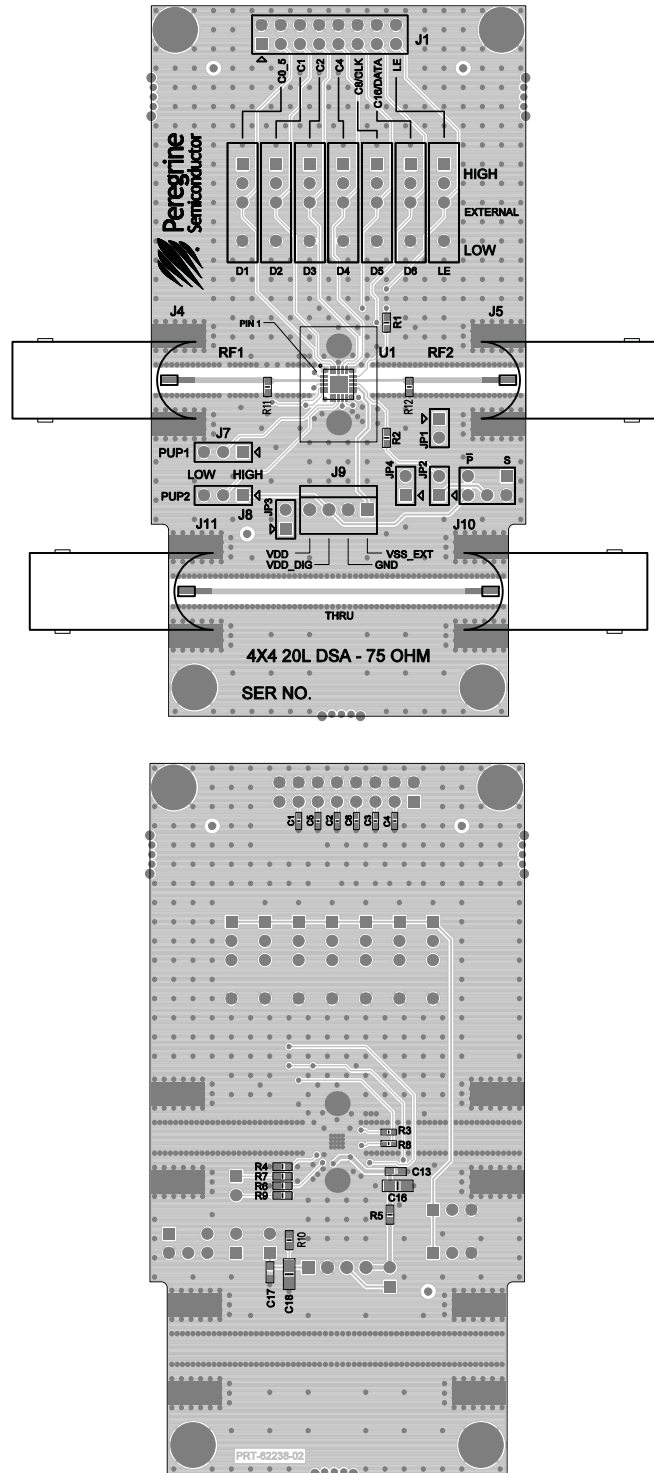 J1
C0_5
C1
C2
C4
C8/CLK
C16/DATA
LE
Peregrine
Semiconductor
HIGH
EXTERNAL
LOW
D1 D2 D3 D4 D5 D6 LE
J4
J5
PIN 1
R1
RF1
U1
RF2
R11
R12
R2
JP1
J7
PUP1
LOW HIGH
PUP2
J8
J9
JP4
JP2
P S
JP3
J11
J10
VDD
VSS_EXT
VDD_DIG
GND
THRU
4X4 20L DSA - 75 OHM
SER NO.
C1 C5 C2 C6 C3 C4
R3
R8
R4
R7
R6
R9
C13
C16
R5
R10
C17
C18
PRT-62238-02